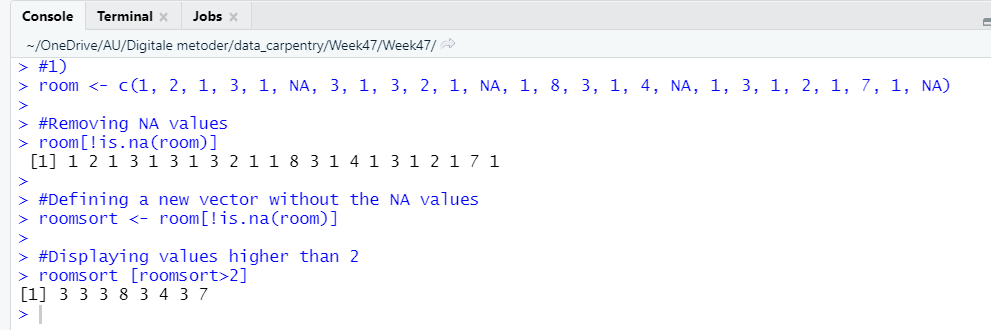 Console Terminal Jobs
~/OneDrive/AU/Digitale metoder/data_carpentry/Week47/Week47/
> #1)
> room <- c(1, 2, 1, 3, 1, NA, 3, 1, 3, 2, 1, NA, 1, 8, 3, 1, 4, NA, 1, 3, 1, 2, 1, 7, 1, NA)
>
> #Removing NA values
> room[!is.na(room)]
[1] 1 2 1 3 1 3 1 3 2 1 1 8 3 1 4 1 3 1 2 1 7 1
>
> #Defining a new vector without the NA values
> roomsort <- room[!is.na(room)]
>
> #Displaying values higher than 2
> roomsort [roomsort>2]
[1] 3 3 3 8 3 4 3 7
>